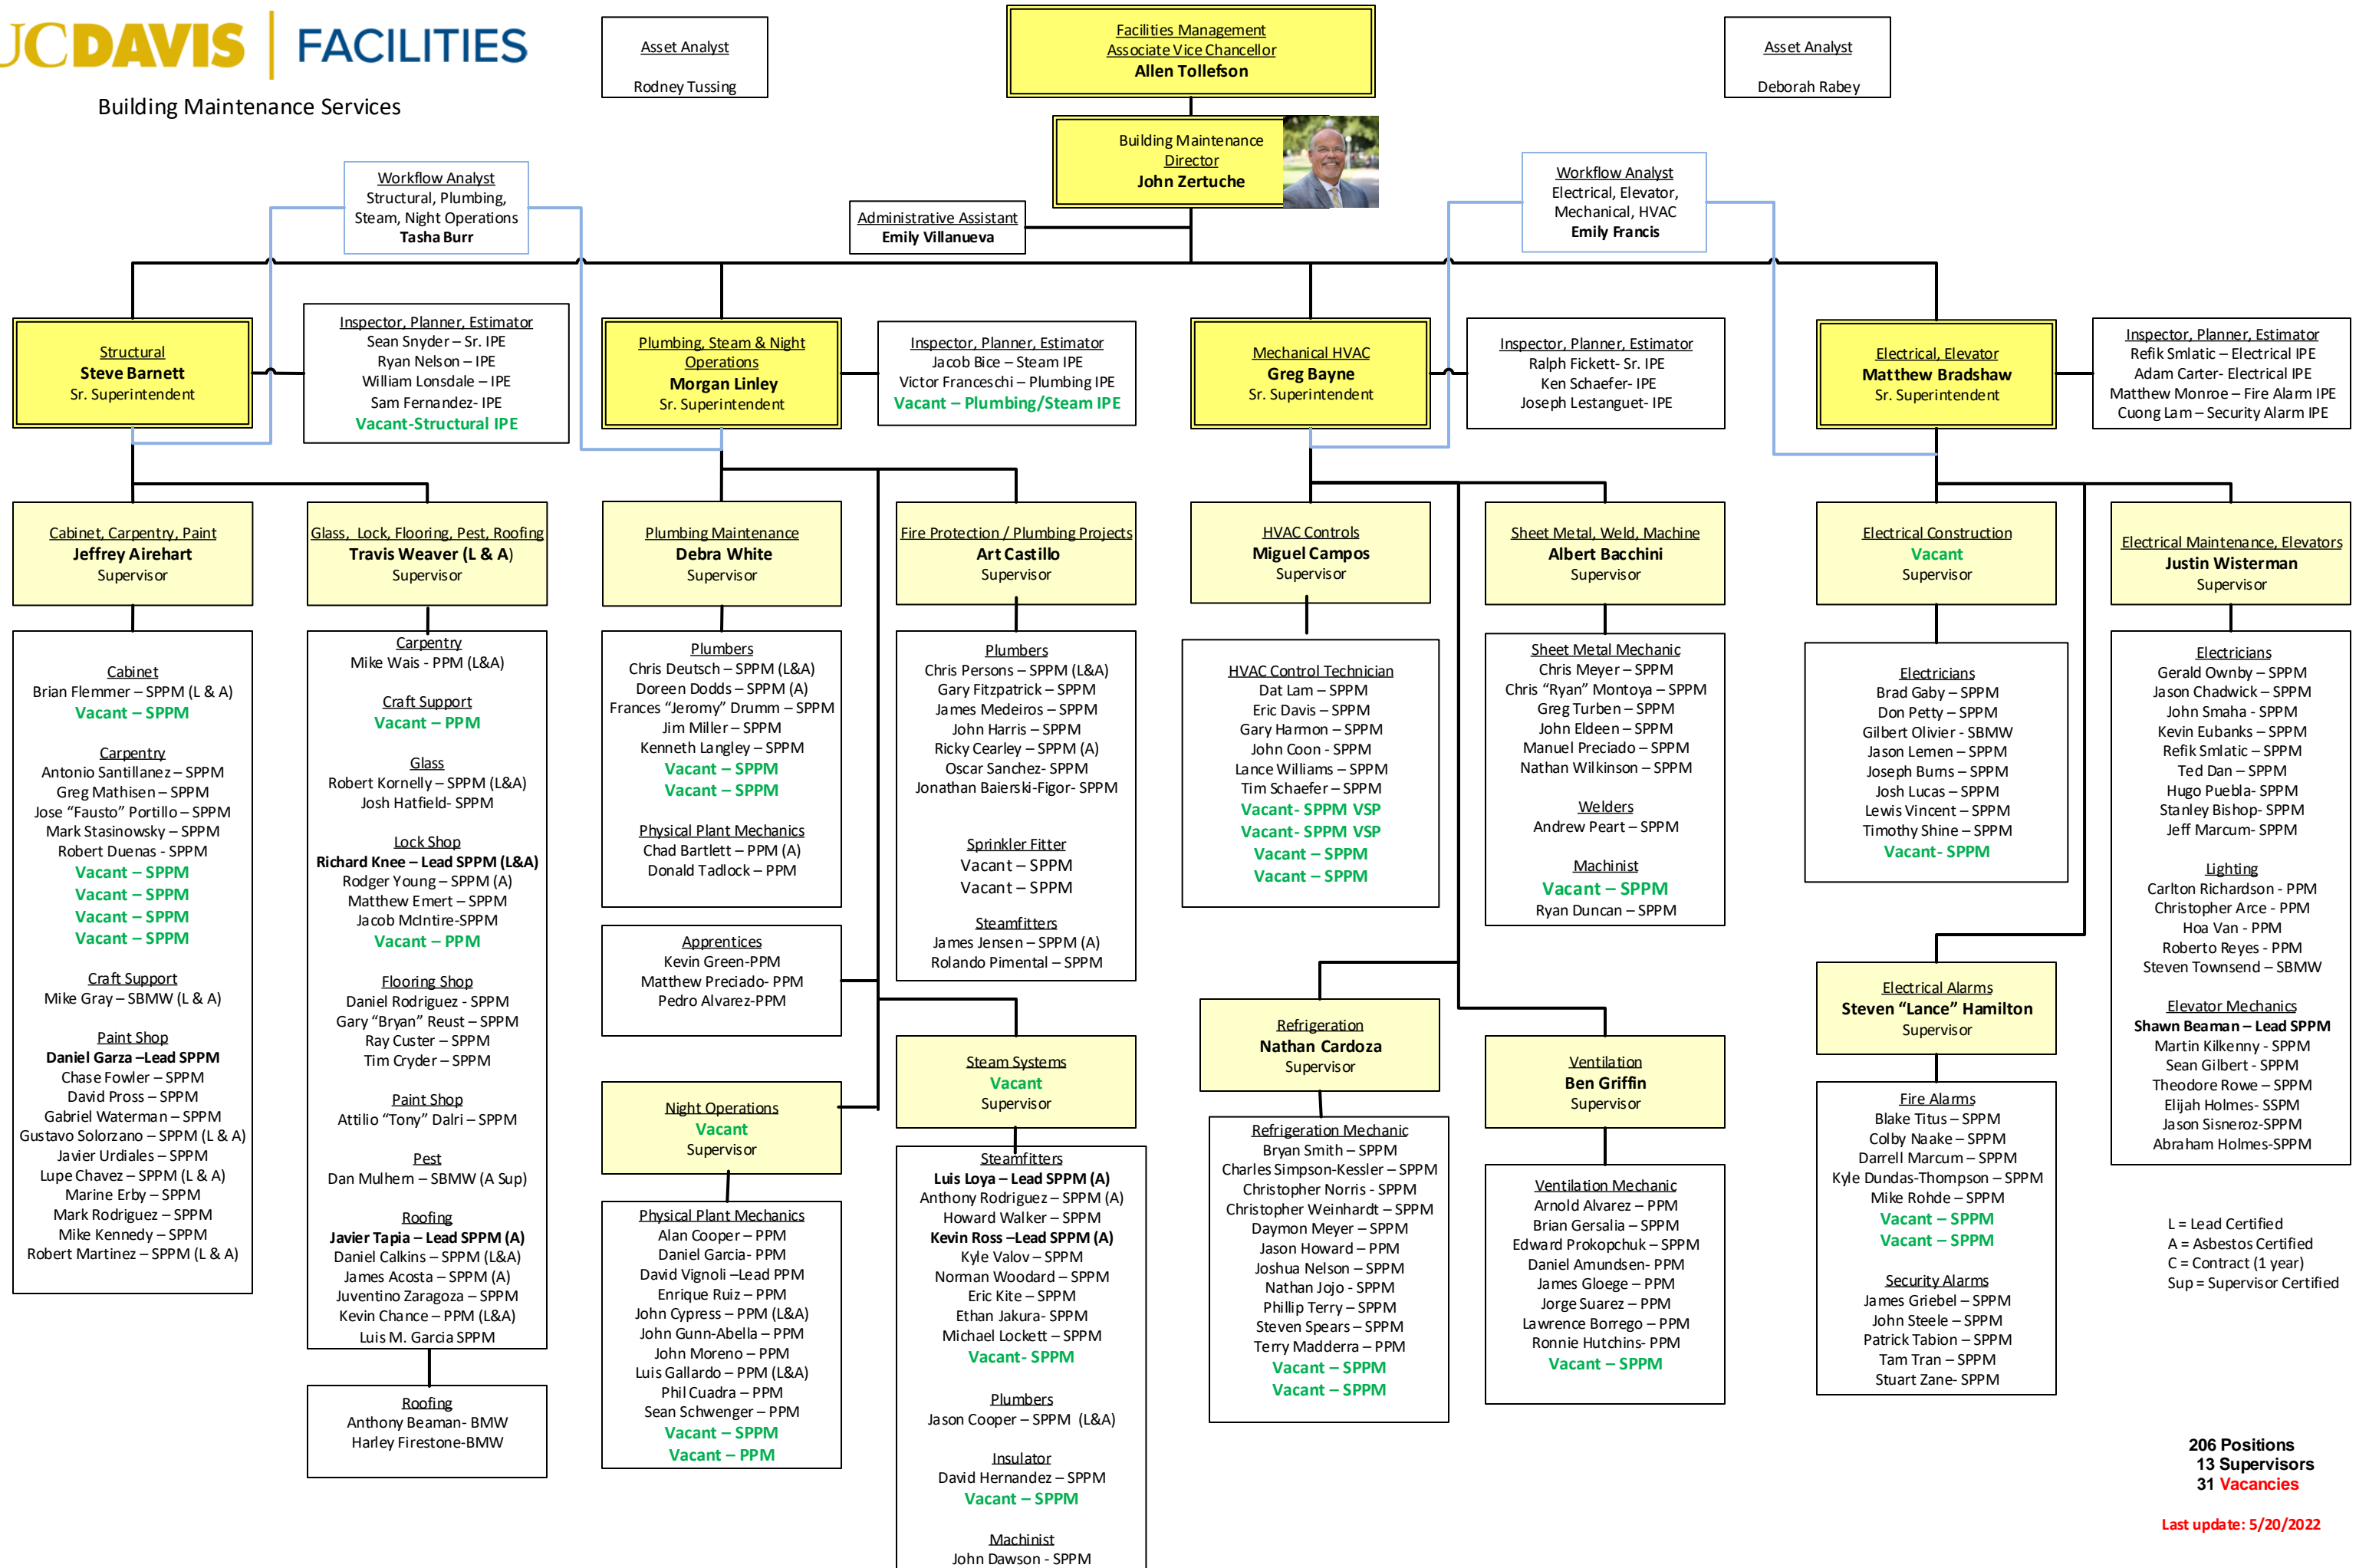 UCDAVIS | FACILITIES
Building Maintenance Services
Asset Analyst
Rodney Tussing
Facilities Management
Associate Vice Chancellor
Allen Tollefson
Asset Analyst
Deborah Rabey
Building Maintenance
Director
John Zertuche
Administrative Assistant
Emily Villanueva
Workflow Analyst
Structural, Plumbing,
Steam, Night Operations
Tasha Burr
Workflow Analyst
Electrical, Elevator,
Mechanical, HVAC
Emily Francis
Structural
Steve Barnett
Sr. Superintendent
Inspector, Planner, Estimator
Sean Snyder – Sr. IPE
Ryan Nelson – IPE
William Lonsdale – IPE
Sam Fernandez- IPE
Vacant-Structural IPE
Plumbing, Steam & Night
Operations
Morgan Linley
Sr. Superintendent
Inspector, Planner, Estimator
Jacob Bice – Steam IPE
Victor Franceschi – Plumbing IPE
Vacant – Plumbing/Steam IPE
Mechanical HVAC
Greg Bayne
Sr. Superintendent
Inspector, Planner, Estimator
Ralph Fickett- Sr. IPE
Ken Schaefer- IPE
Joseph Lestanguet- IPE
Electrical, Elevator
Matthew Bradshaw
Sr. Superintendent
Inspector, Planner, Estimator
Refik Smlatic – Electrical IPE
Adam Carter- Electrical IPE
Matthew Monroe – Fire Alarm IPE
Cuong Lam – Security Alarm IPE
Cabinet, Carpentry, Paint
Jeffrey Airehart
Supervisor
Cabinet
Brian Flemmer – SPPM (L & A)
Vacant – SPPM
Carpentry
Antonio Santillanez – SPPM
Greg Mathisen – SPPM
Jose “Fausto” Portillo – SPPM
Mark Stasinowsky – SPPM
Robert Duenas - SPPM
Vacant – SPPM
Vacant – SPPM
Vacant – SPPM
Vacant – SPPM
Craft Support
Mike Gray – SBMW (L & A)
Paint Shop
Daniel Garza –Lead SPPM
Chase Fowler – SPPM
David Pross – SPPM
Gabriel Waterman – SPPM
Gustavo Solorzano – SPPM (L & A)
Javier Urdiales – SPPM
Lupe Chavez – SPPM (L & A)
Marine Erby – SPPM
Mark Rodriguez – SPPM
Mike Kennedy – SPPM
Robert Martinez – SPPM (L & A)
Glass, Lock, Flooring, Pest, Roofing
Travis Weaver (L & A)
Supervisor
Carpentry
Mike Wais - PPM (L&A)
Craft Support
Vacant – PPM
Glass
Robert Kornelly – SPPM (L&A)
Josh Hatfield- SPPM
Lock Shop
Richard Knee – Lead SPPM (L&A)
Rodger Young – SPPM (A)
Matthew Emert – SPPM
Jacob McIntire-SPPM
Vacant – PPM
Flooring Shop
Daniel Rodriguez - SPPM
Gary “Bryan” Reust – SPPM
Ray Custer – SPPM
Tim Cryder – SPPM
Paint Shop
Attilio “Tony” Dalri – SPPM
Pest
Dan Mulhem – SBMW (A Sup)
Roofing
Javier Tapia – Lead SPPM (A)
Daniel Calkins – SPPM (L&A)
James Acosta – SPPM (A)
Juventino Zaragoza – SPPM
Kevin Chance – PPM (L&A)
Luis M. Garcia SPPM
Roofing
Anthony Beaman- BMW
Harley Firestone-BMW
Plumbing Maintenance
Debra White
Supervisor
Plumbers
Chris Deutsch – SPPM (L&A)
Doreen Dodds – SPPM (A)
Frances “Jeromy” Drumm – SPPM
Jim Miller – SPPM
Kenneth Langley – SPPM
Vacant – SPPM
Vacant – SPPM
Physical Plant Mechanics
Chad Bartlett – PPM (A)
Donald Tadlock – PPM
Apprentices
Kevin Green-PPM
Matthew Preciado- PPM
Pedro Alvarez-PPM
Night Operations
Vacant
Supervisor
Physical Plant Mechanics
Alan Cooper – PPM
Daniel Garcia- PPM
David Vignoli –Lead PPM
Enrique Ruiz – PPM
John Cypress – PPM (L&A)
John Gunn-Abella – PPM
John Moreno – PPM
Luis Gallardo – PPM (L&A)
Phil Cuadra – PPM
Sean Schwenger – PPM
Vacant – SPPM
Vacant – PPM
Fire Protection / Plumbing Projects
Art Castillo
Supervisor
Plumbers
Chris Persons – SPPM (L&A)
Gary Fitzpatrick – SPPM
James Medeiros – SPPM
John Harris – SPPM
Ricky Cearley – SPPM (A)
Oscar Sanchez- SPPM
Jonathan Baierski-Figor- SPPM
Sprinkler Fitter
Vacant – SPPM
Vacant – SPPM
Steamfitters
James Jensen – SPPM (A)
Rolando Pimental – SPPM
Steam Systems
Vacant
Supervisor
Steamfitters
Luis Loya – Lead SPPM (A)
Anthony Rodriguez – SPPM (A)
Howard Walker – SPPM
Kevin Ross –Lead SPPM (A)
Kyle Valov – SPPM
Norman Woodard – SPPM
Eric Kite – SPPM
Ethan Jakura- SPPM
Michael Lockett – SPPM
Vacant- SPPM
Plumbers
Jason Cooper – SPPM (L&A)
Insulator
David Hernandez – SPPM
Vacant – SPPM
Machinist
John Dawson - SPPM
HVAC Controls
Miguel Campos
Supervisor
HVAC Control Technician
Dat Lam – SPPM
Eric Davis – SPPM
Gary Harmon – SPPM
John Coon - SPPM
Lance Williams – SPPM
Tim Schaefer – SPPM
Vacant- SPPM VSP
Vacant- SPPM VSP
Vacant – SPPM
Vacant – SPPM
Refrigeration
Nathan Cardoza
Supervisor
Refrigeration Mechanic
Bryan Smith – SPPM
Charles Simpson-Kessler – SPPM
Christopher Norris - SPPM
Christopher Weinhardt – SPPM
Daymon Meyer – SPPM
Jason Howard – PPM
Joshua Nelson – SPPM
Nathan Jojo - SPPM
Phillip Terry – SPPM
Steven Spears – SPPM
Terry Madderra – PPM
Vacant – SPPM
Vacant – SPPM
Sheet Metal, Weld, Machine
Albert Bacchini
Supervisor
Sheet Metal Mechanic
Chris Meyer – SPPM
Chris “Ryan” Montoya – SPPM
Greg Turben – SPPM
John Eldeen – SPPM
Manuel Preciado – SPPM
Nathan Wilkinson – SPPM
Welders
Andrew Peart – SPPM
Machinist
Vacant – SPPM
Ryan Duncan – SPPM
Ventilation
Ben Griffin
Supervisor
Ventilation Mechanic
Arnold Alvarez – PPM
Brian Gersalia – SPPM
Edward Prokopchuk – SPPM
Daniel Amundsen- PPM
James Gloege – PPM
Jorge Suarez – PPM
Lawrence Borrego – PPM
Ronnie Hutchins- PPM
Vacant – SPPM
Electrical Construction
Vacant
Supervisor
Electricians
Brad Gaby – SPPM
Don Petty – SPPM
Gilbert Olivier - SBMW
Jason Lemen – SPPM
Joseph Burns – SPPM
Josh Lucas – SPPM
Lewis Vincent – SPPM
Timothy Shine – SPPM
Vacant- SPPM
Electrical Alarms
Steven “Lance” Hamilton
Supervisor
Fire Alarms
Blake Titus – SPPM
Colby Naake – SPPM
Darrell Marcum – SPPM
Kyle Dundas-Thompson – SPPM
Mike Rohde – SPPM
Vacant – SPPM
Vacant – SPPM
Security Alarms
James Griebel – SPPM
John Steele – SPPM
Patrick Tabion – SPPM
Tam Tran – SPPM
Stuart Zane- SPPM
Electrical Maintenance, Elevators
Justin Wisterman
Supervisor
Electricians
Gerald Ownby – SPPM
Jason Chadwick – SPPM
John Smaha - SPPM
Kevin Eubanks – SPPM
Refik Smlatic – SPPM
Ted Dan – SPPM
Hugo Puebla- SPPM
Stanley Bishop- SPPM
Jeff Marcum- SPPM
Lighting
Carlton Richardson - PPM
Christopher Arce - PPM
Hoa Van - PPM
Roberto Reyes - PPM
Steven Townsend – SBMW
Elevator Mechanics
Shawn Beaman – Lead SPPM
Martin Kilkenny - SPPM
Sean Gilbert - SPPM
Theodore Rowe – SPPM
Elijah Holmes- SSPM
Jason Sisneroz-SPPM
Abraham Holmes-SPPM
L = Lead Certified
A = Asbestos Certified
C = Contract (1 year)
Sup = Supervisor Certified
206 Positions
13 Supervisors
31 Vacancies
Last update: 5/20/2022